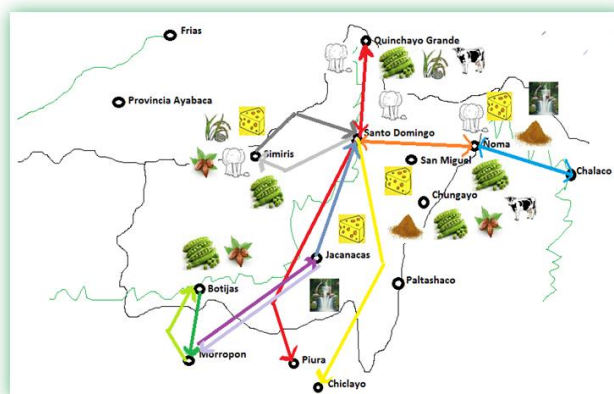 Frias
Quinchayo Grande
Provincia Ayabaca
Santo Domingo
Noma
Simiris
San Miguel
Chalaco
Chungayo
Jacanacas
Botijas
Paltashaco
Morropon
Piura
Chiclayo